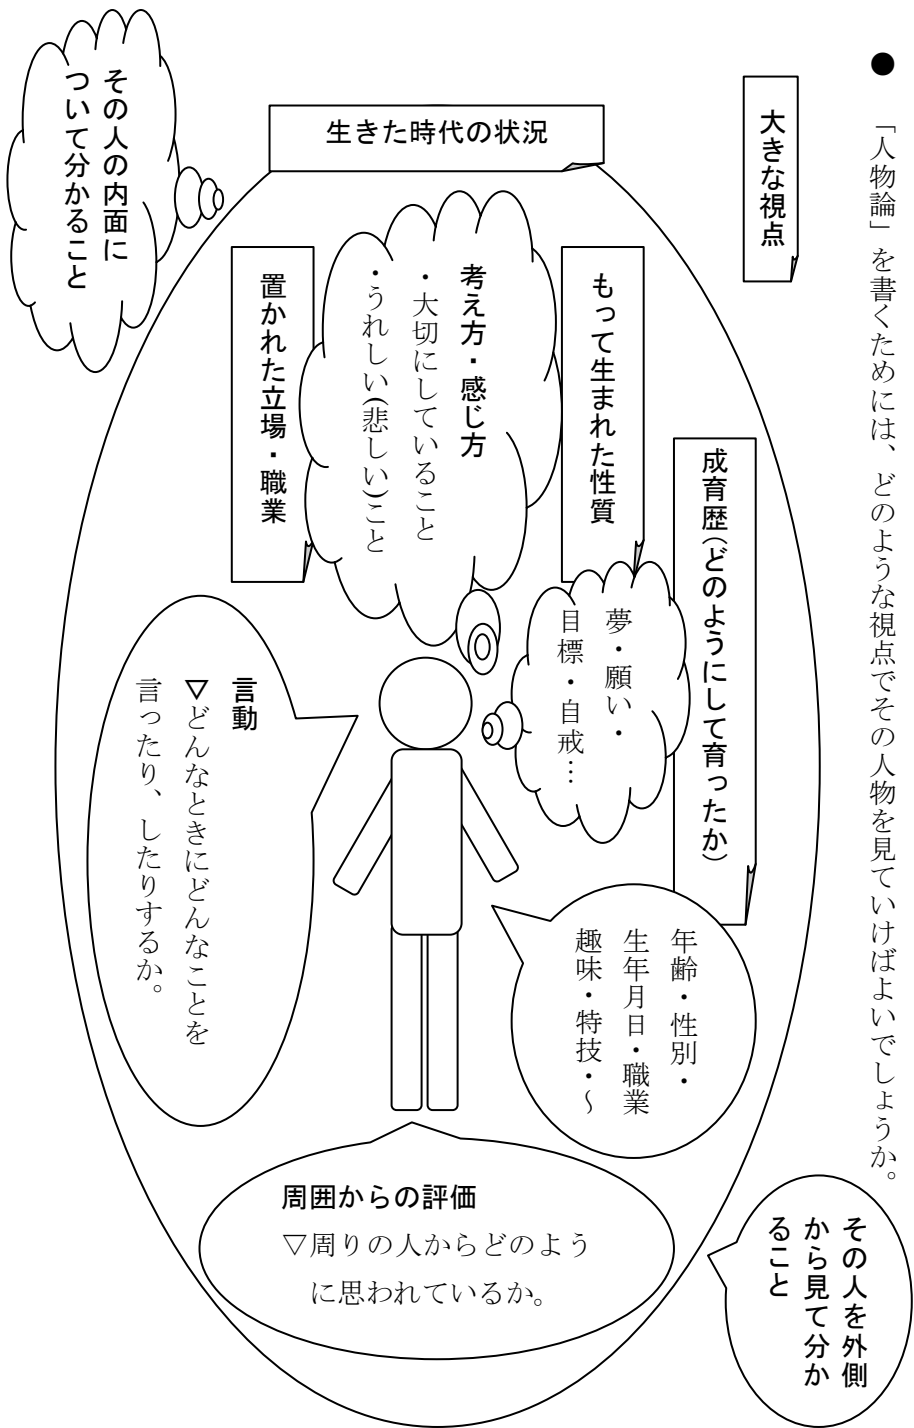 ● 「人物論」を書くためには、どのような視点でその人物を見ていけばよいでしょうか。
大きな視点
生きた時代の状況
成育歴(どのようにして育ったか)
もって生まれた性質
置かれた立場・職業
考え方・感じ方
・大切にしていること
・うれしい(悲しい)こと
夢・願い・
目標・自戒…
その人の内面に
ついて分かること
年齢・性別・
生年月日・職業
趣味・特技・～
言動
▽どんなときにどんなことを
言ったり、したりするか。
周囲からの評価
▽周りの人からどのよう
に思われているか。
その人を外側
から見て分か
ること